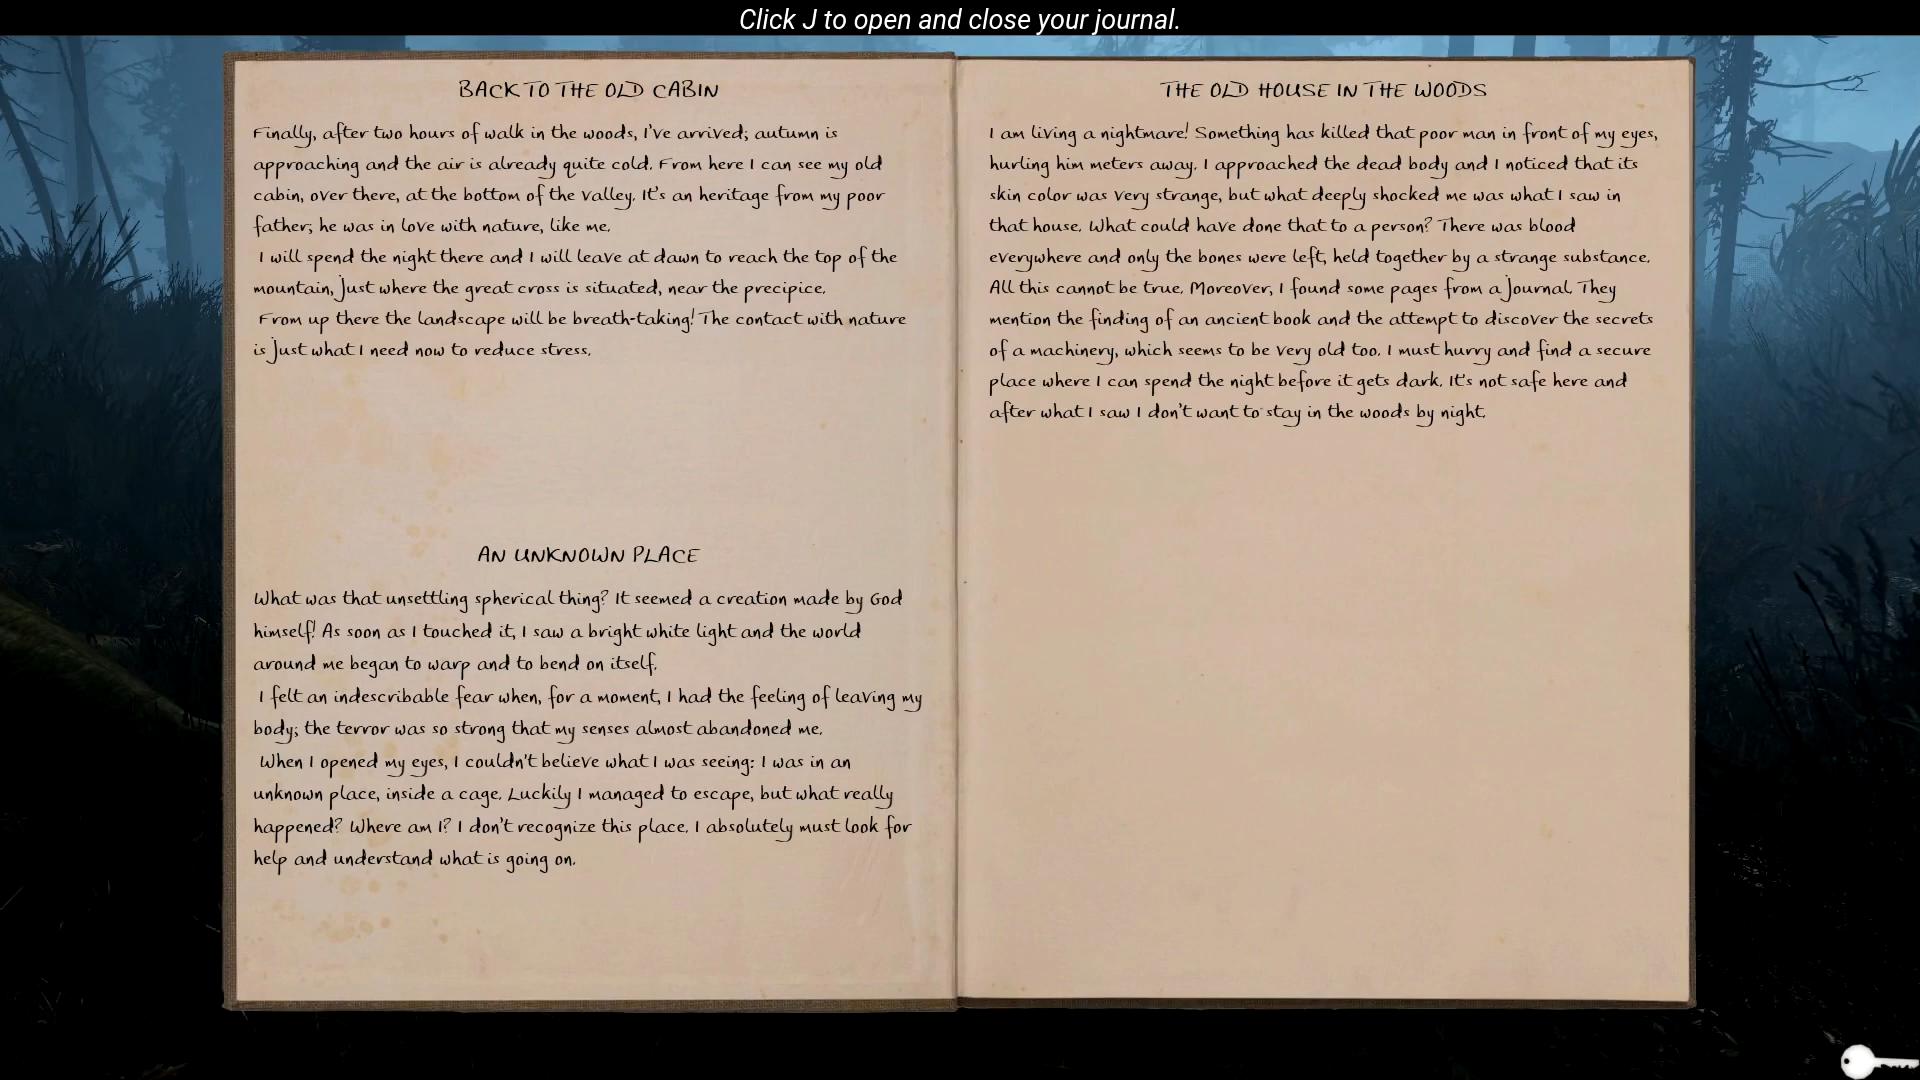 Click J to open and close your journal.
BACK TO THE OLD CABIN
Finally, after two hours of walk in the woods, I've arrived; autumn is
approaching and the air is already quite cold. From here I can see my old
cabin, over there, at the bottom of the valley. It's an heritage from my poor
father; he was in love with nature, like me.
I will spend the night there and I will leave at dawn to reach the top of the
mountain, just where the great cross is situated, near the precipice.
From up there the landscape will be breath-taking! The contact with nature
is just what I need now to reduce stress.
AN UNKNOWN PLACE
What was that unsettling spherical thing? It seemed a creation made by God
himself! As soon as I touched it, I saw a bright white light and the world
around me began to warp and to bend on itself.
I felt an indescribable fear when, for a moment, I had the feeling of leaving my
body; the terror was so strong that my senses almost abandoned me.
When I opened my eyes, I couldn't believe what I was seeing: I was in an
unknown place, inside a cage. Luckily I managed to escape, but what really
happened? Where am I? I don't recognize this place. I absolutely must look for
help and understand what is going on.
THE OLD HOUSE IN THE WOODS
I am living a nightmare! Something has killed that poor man in front of my eyes,
hurling him meters away. I approached the dead body and I noticed that its
skin color was very strange, but what deeply shocked me was what I saw in
that house. What could have done that to a person? There was blood
everywhere and only the bones were left, held together by a strange substance.
All this cannot be true. Moreover, I found some pages from a journal. They
mention the finding of an ancient book and the attempt to discover the secrets
of a machinery, which seems to be very old too. I must hurry and find a secure
place where I can spend the night before it gets dark. It's not safe here and
after what I saw I don't want to stay in the woods by night.